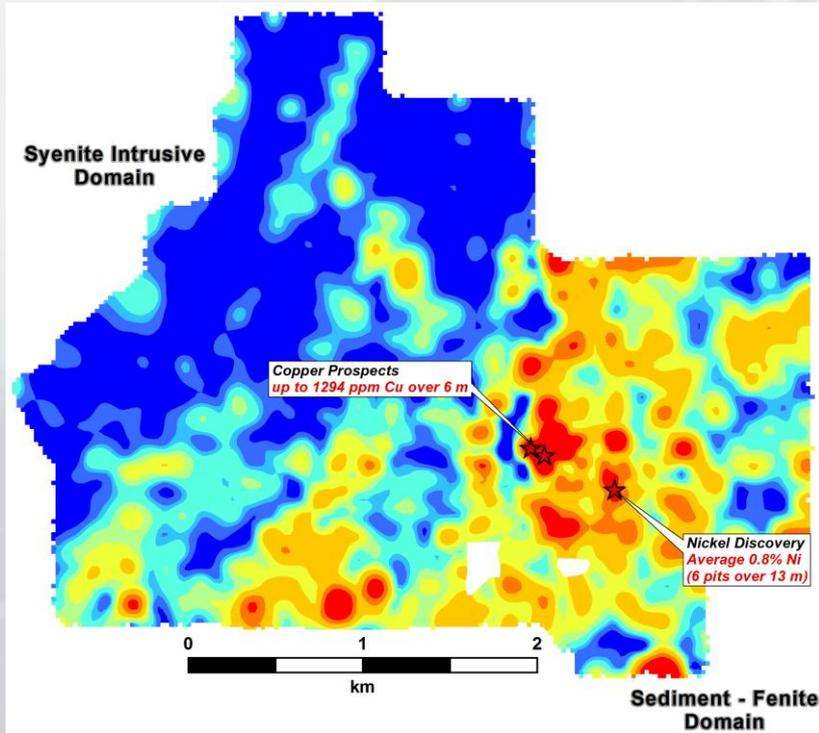 Syenite Intrusive
Domain
Copper Prospects
up to 1294 ppm Cu over 6 m
Nickel Discovery
Average 0.8% Ni
(6 pits over 13 m)
0 1 2
km
Sediment - Fenite
Domain